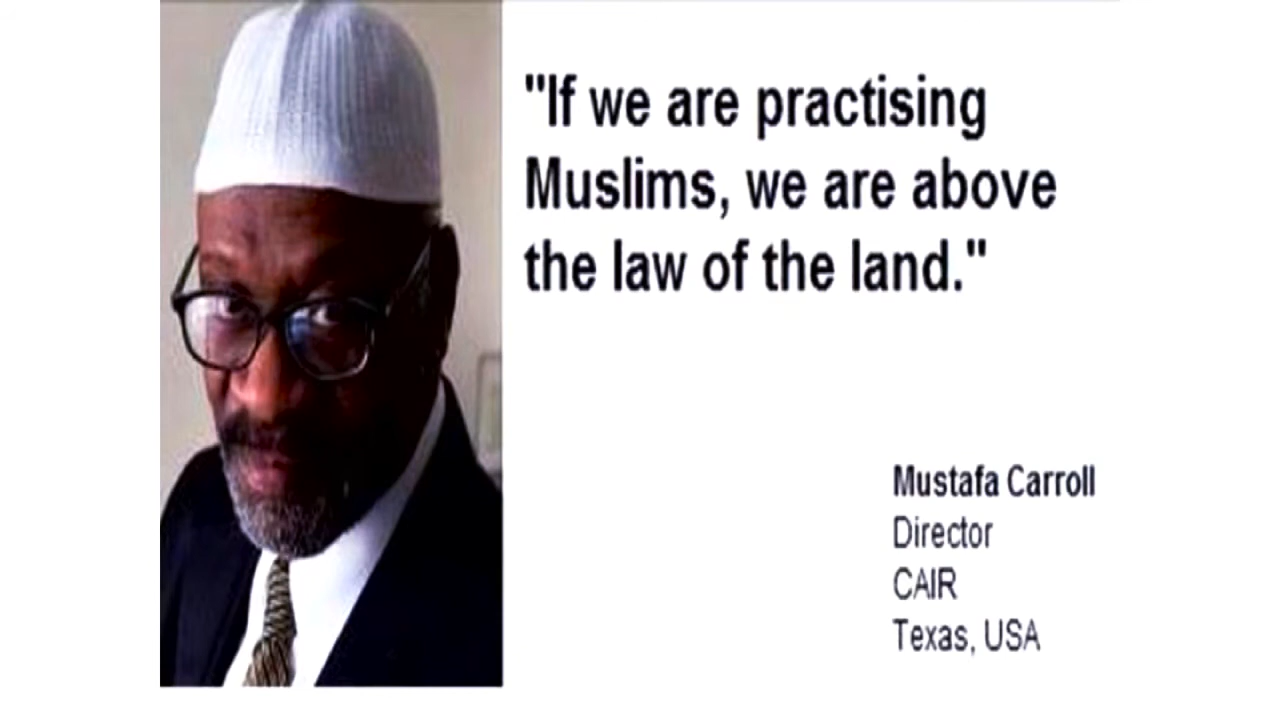 "If we are practising
Muslims, we are above
the law of the land."
Mustafa Carroll
Director
CAIR
Texas, USA